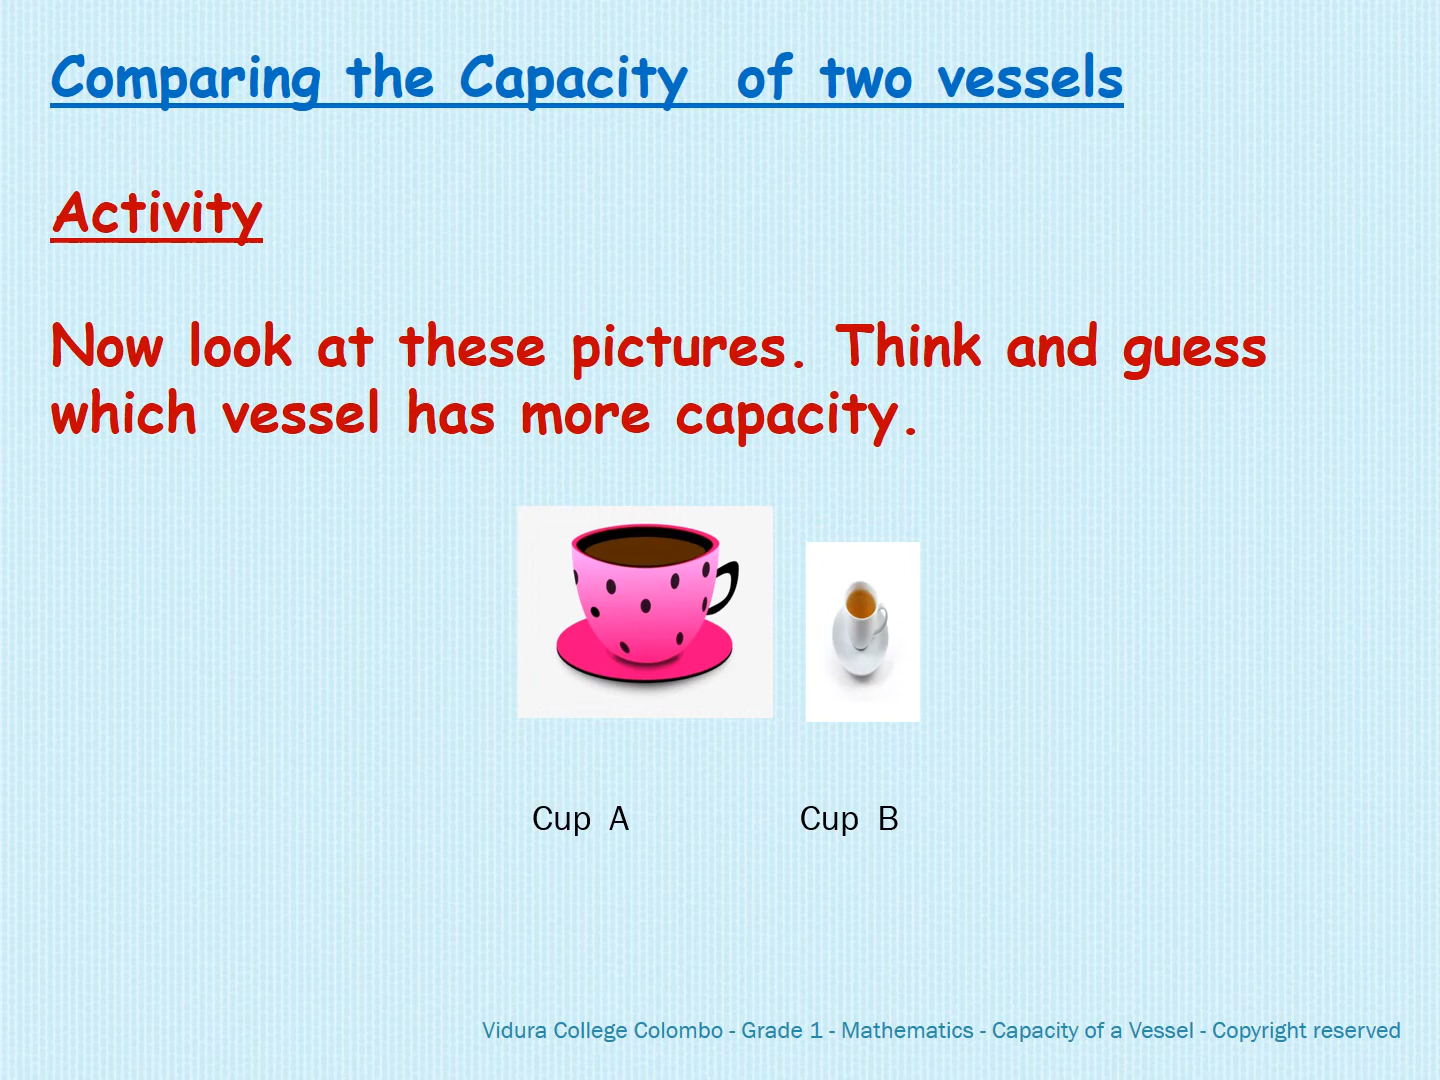 Comparing the Capacity of two vessels
Activity
Now look at these pictures. Think and guess
which vessel has more capacity.
Cup A
Cup B
Vidura College Colombo - Grade 1 - Mathematics - Capacity of a Vessel - Copyright reserved